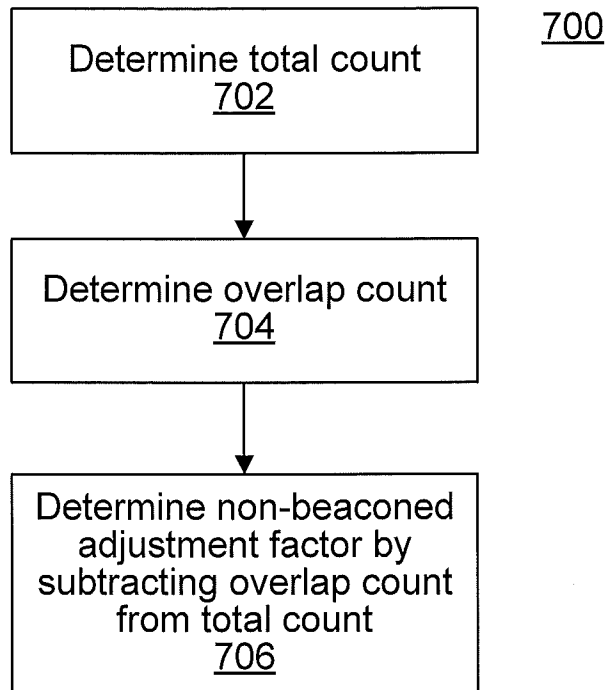 700
Determine total count
702
Determine overlap count
704
Determine non-beaconed
adjustment factor by
subtracting overlap count
from total count
706